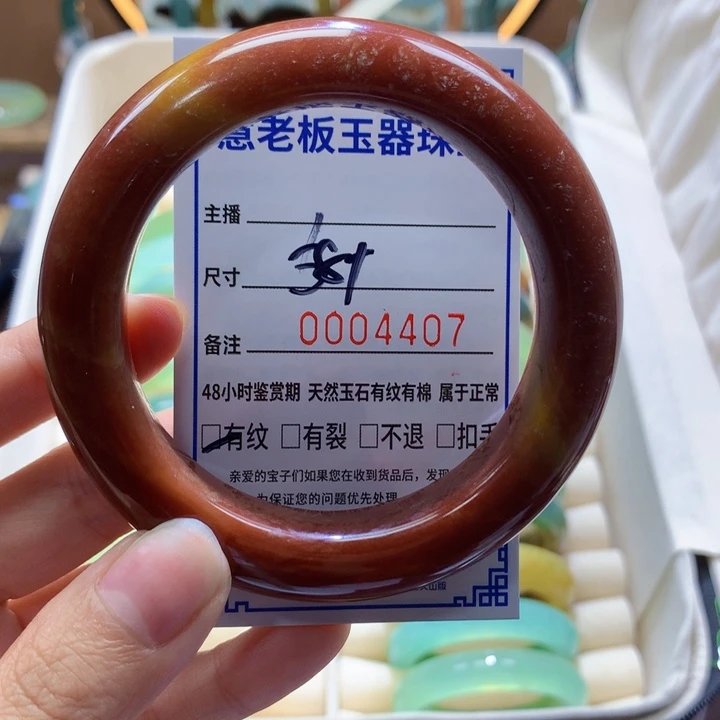 慧老板玉器珠
主播
尺寸
备注 0004407
48小时鉴赏期 天然玉石有纹有棉 属于正常
□有纹 □有裂 □不退 □扣手
亲爱的宝子们如果您在收到货品后，发现
为保证您的问题优先处理